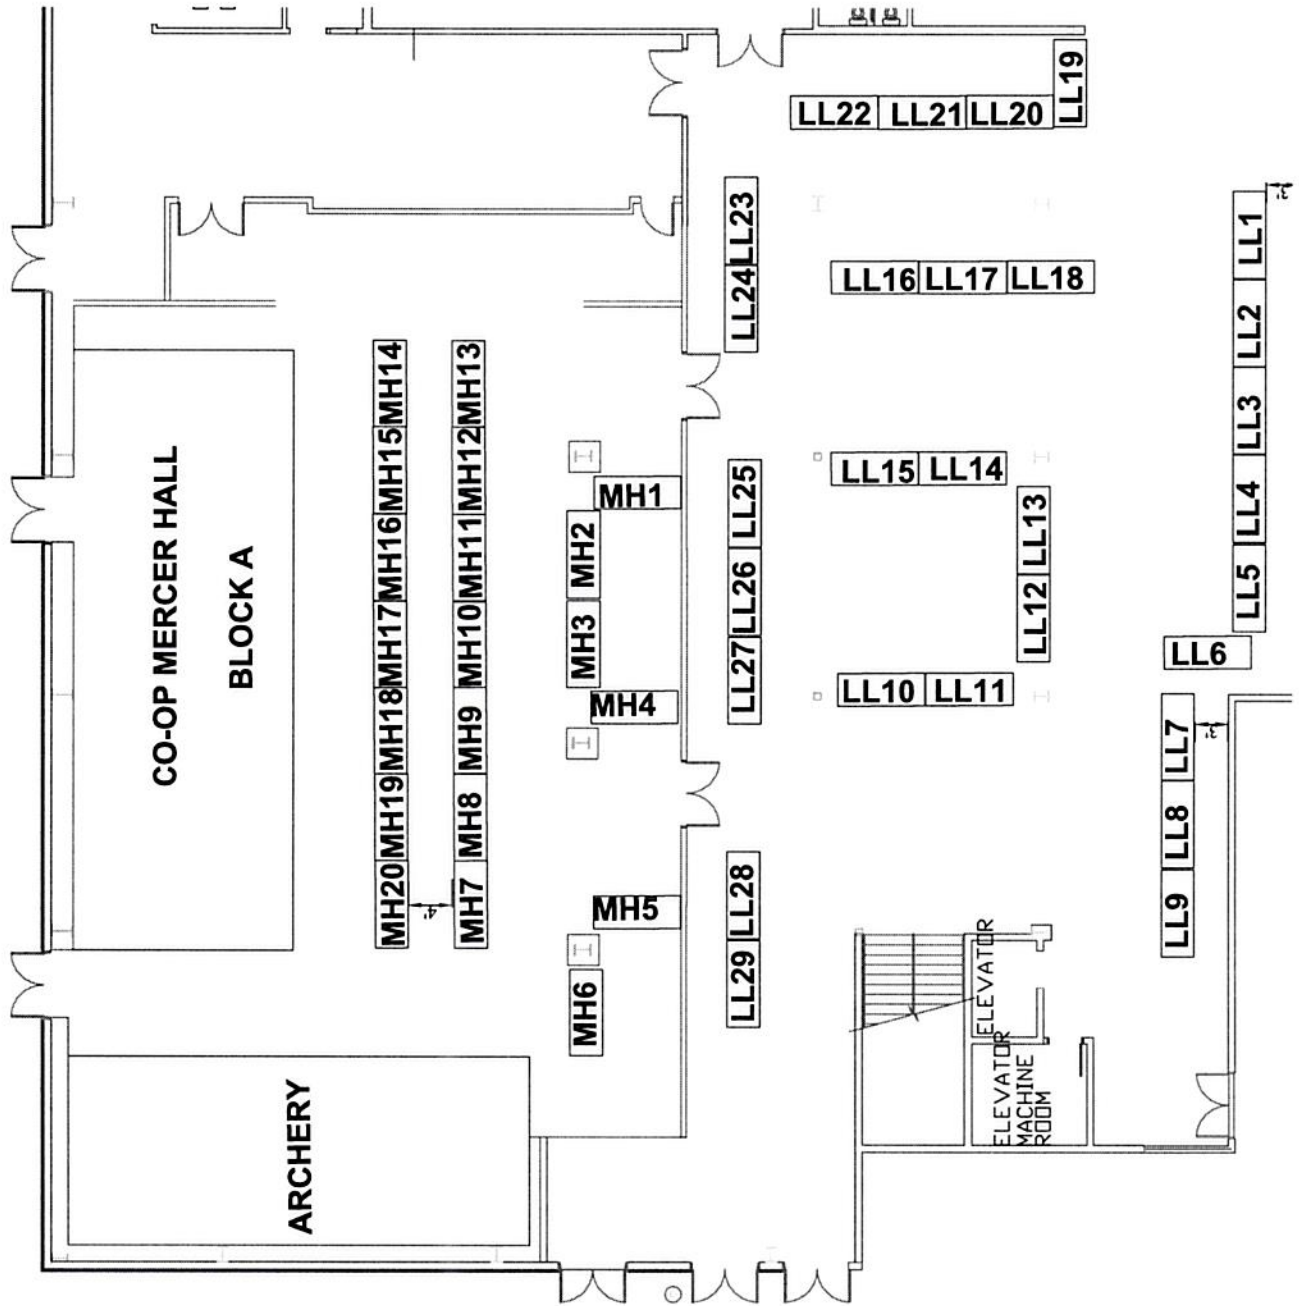 LL19
LL22
LL21
LL20
LL23
LL24
LL16
LL17
LL18
3'
LL1
LL2
LL3
LL4
LL5
LL6
LL7
3'
LL8
LL9
CO-OP MERCER HALL
BLOCK A
MH14
MH15
MH16
MH17
MH18
MH19
MH20
4'
MH13
MH12
MH11
MH10
MH9
MH8
MH7
MH1
MH2
MH3
MH4
MH5
MH6
LL25
LL26
LL27
LL28
LL29
LL15
LL14
LL13
LL12
LL10
LL11
ELEVATOR
ELEVATOR
MACHINE
ROOM
ARCHERY